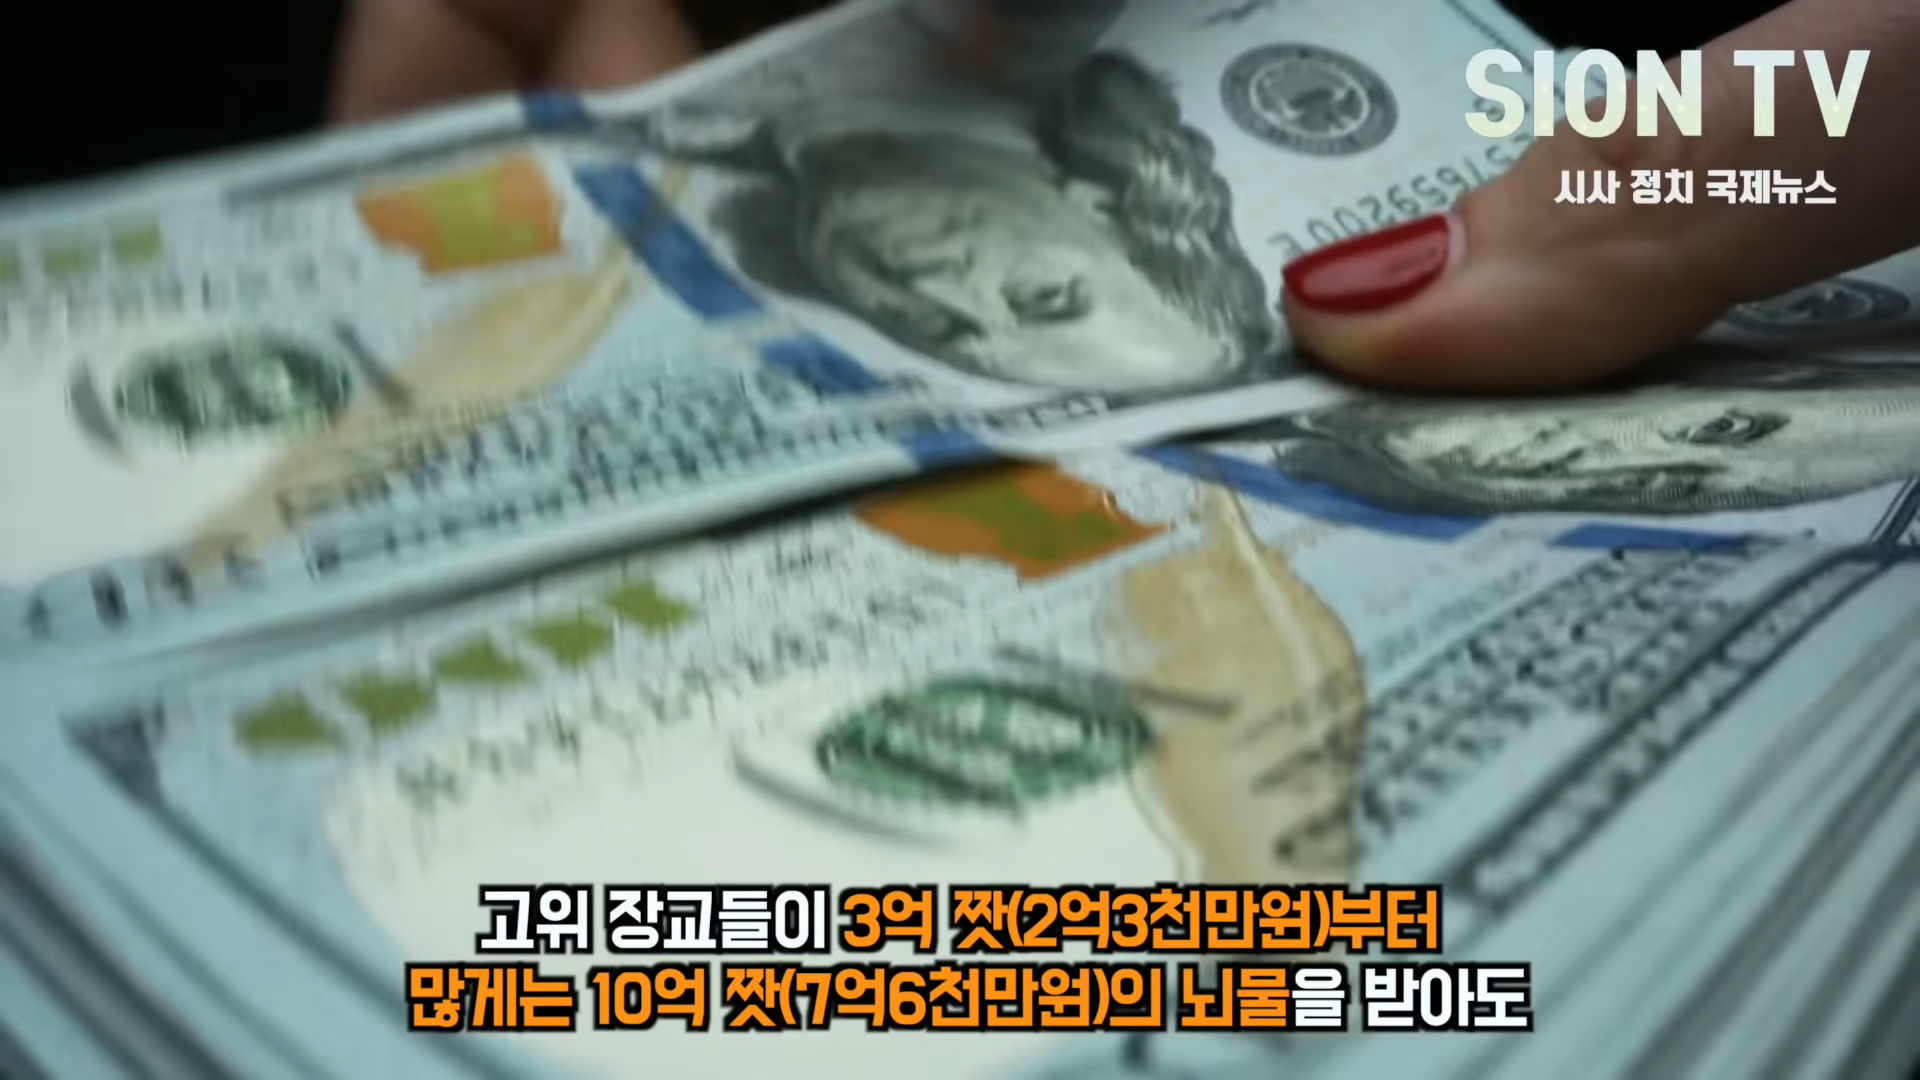 SION TV
시사 정치 국제뉴스
고위 장교들이 3억 짯(2억3천만원)부터
많게는 10억 짯(7억6천만원)의 뇌물을 받아도